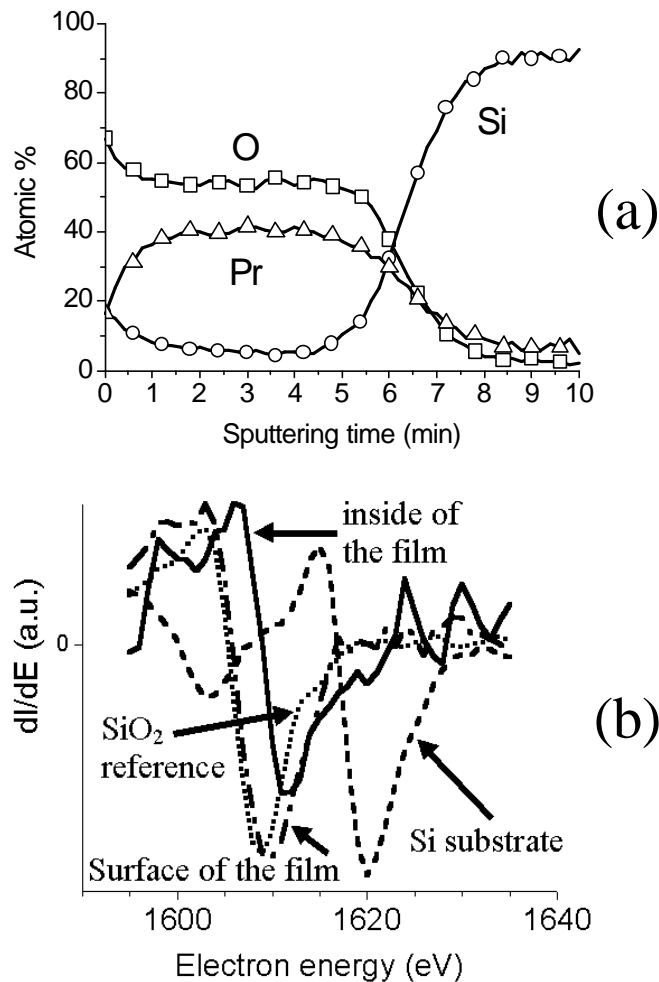 100
80
60
40
20
0
Atomic %
O
Pr
Si
(a)
0 1 2 3 4 5 6 7 8 9 10
Sputtering time (min)
inside of
the film
0
dI/dE (a.u.)
SiO₂
reference
Surface of the film
Si substrate
(b)
1600 1620 1640
Electron energy (eV)